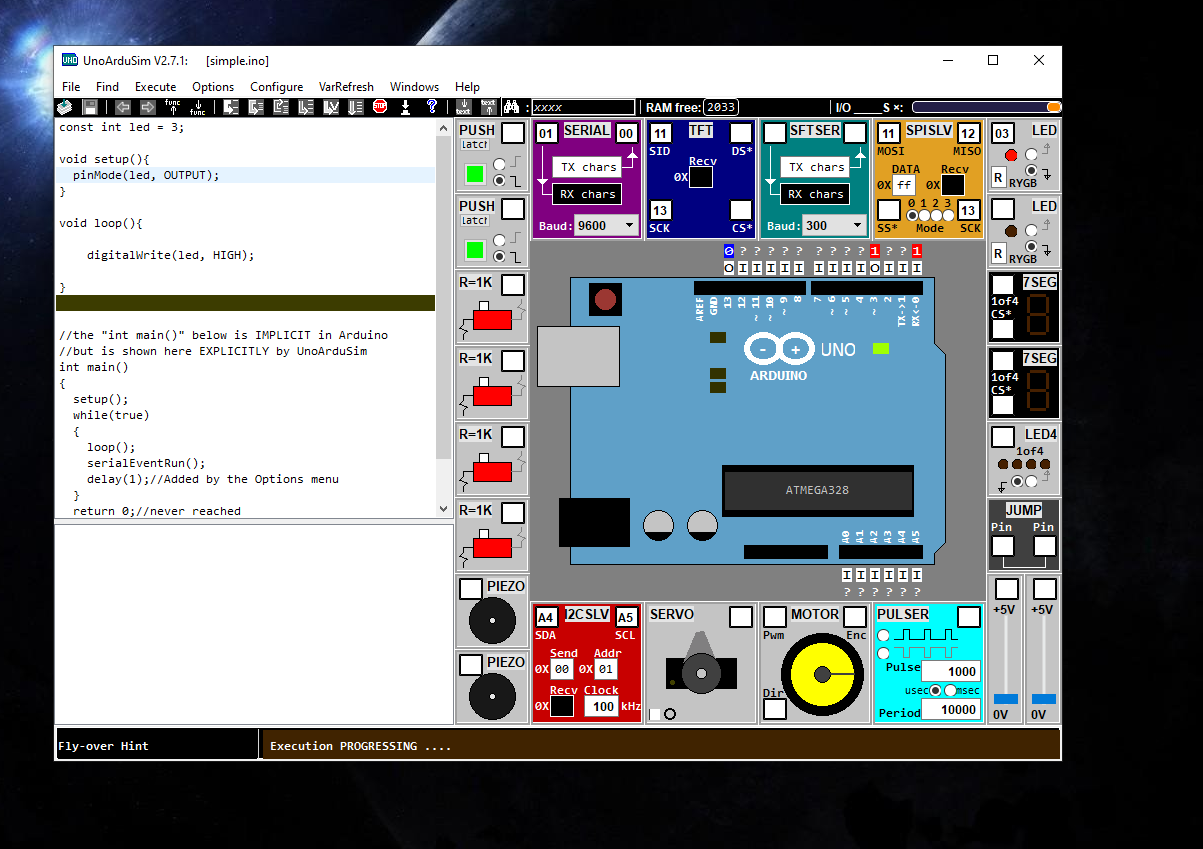 UnoArduSim V2.7.1: [simple.ino]
File Find Execute Options Configure VarRefresh Windows Help
func func STOP ? text text : xxxx RAM free: 2033 I/O____S ×:
const int led = 3;
void setup(){
pinMode(led, OUTPUT);
}
void loop(){
digitalWrite(led, HIGH);
}
//the "int main()" below is IMPLICIT in Arduino
//but is shown here EXPLICITLY by UnoArduSim
int main()
{
setup();
while(true)
{
loop();
serialEventRun();
delay(1);//Added by the Options menu
}
return 0;//never reached
PUSH
latch
PUSH
latch
R=1K
R=1K
R=1K
R=1K
PIEZO
PIEZO
01 SERIAL 00
TX chars
RX chars
Baud: 9600
11 TFT
SID DS*
Recv
0X
13
SCK CS*
SFTSER
TX chars
RX chars
Baud: 300
11 SPISLV 12
MOSI MISO
DATA Recv
0X ff 0X
0 1 2 3
13
SS* Mode SCK
03 LED
R RYGB
LED
R RYGB
7SEG
1of4
CS*
7SEG
1of4
CS*
LED4
1of4
JUMP
Pin Pin
+5V +5V
0V 0V
0 ? ? ? ? ? ? ? ? ? 1 ? ? 1
O I I I I I I I I I O I I I
AREF GND 13 12 ~ 11 ~ 10 ~ 9 8 7 ~ 6 ~ 5 4 ~ 3 2 TX->1 RX<-0
- + UNO
ARDUINO
ATMEGA328
A0 A1 A2 A3 A4 A5
I I I I I I
? ? ? ? ? ?
A4 I2CSLV A5
SDA SCL
Send Addr
0X 00 0X 01
Recv Clock
0X 100 kHz
SERVO
MOTOR
Pwm Enc
Dir
PULSER
Pulse 1000
usec msec
Period 10000
Fly-over Hint
Execution PROGRESSING ....